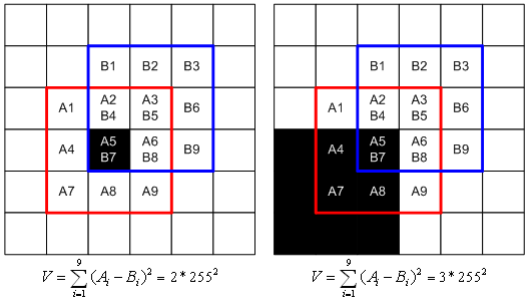 B1 B2 B3 B1 B2 B3
A1 A2 A3 B6 A1 A2 A3 B6
B4 B5 B4 B5
A4 A5 A6 B9 A4 A5 A6 B9
B7 B8 B7 B8
A7 A8 A9 A7 A8 A9
V = \sum_{i=1}^{9} (A_i - B_i)^2 = 2 * 255^2
V = \sum_{i=1}^{9} (A_i - B_i)^2 = 3 * 255^2